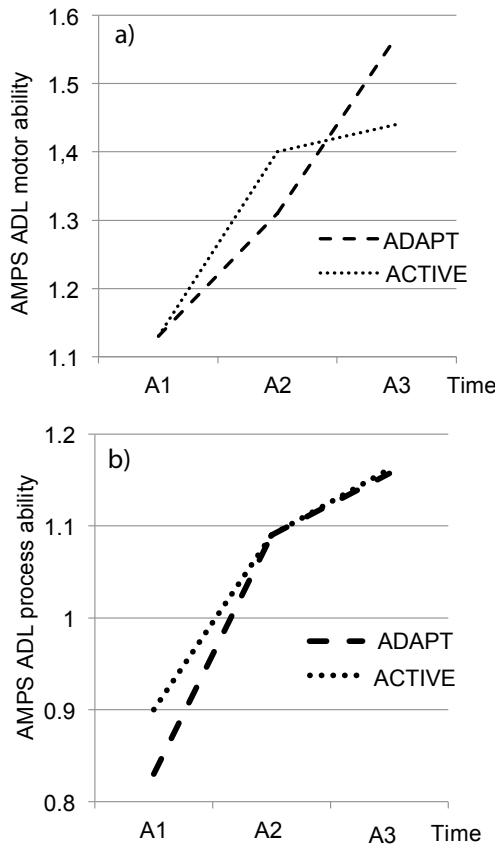 a)
AMPS ADL motor ability
1.6
1.5
1,4
1.3
1.2
1.1
ADAPT
ACTIVE
A1 A2 A3 Time
b)
AMPS ADL process ability
1.2
1.1
1
0.9
0.8
ADAPT
ACTIVE
A1 A2 A3 Time